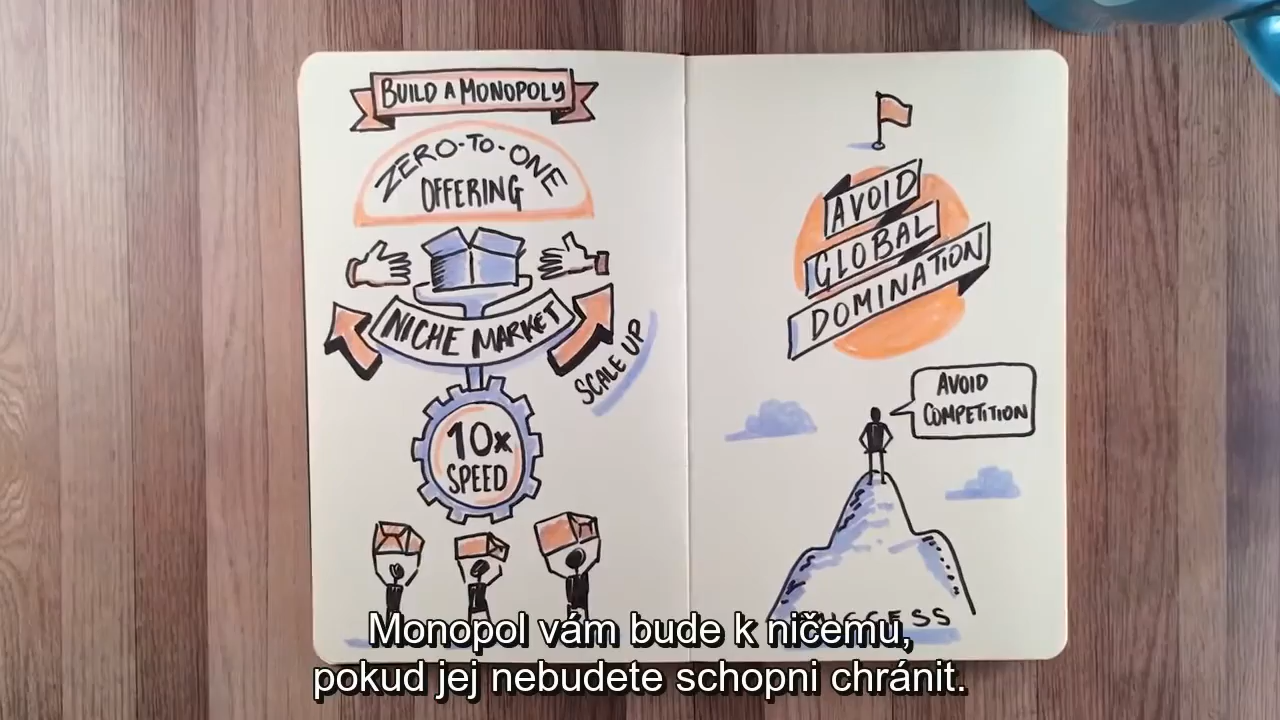 BUILD A MONOPOLY
ZERO-TO-ONE
OFFERING
NICHE MARKET
SCALE UP
10x
SPEED
AVOID
GLOBAL
DOMINATION
AVOID
COMPETITION
SUCCESS
Monopol vám bude k ničemu,
pokud jej nebudete schopni chránit.